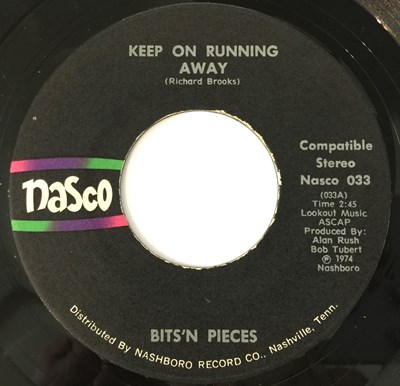 KEEP ON RUNNING
AWAY
(Richard Brooks)
nasco
Compatible
Stereo
Nasco 033
(033A)
Time 2:45
Lookout Music
ASCAP
Produced By:
Alan Rush
Bob Tubert
℗ 1974
Nashboro
BITS'N PIECES
Distributed By NASHBORO RECORD CO., Nashville, Tenn.